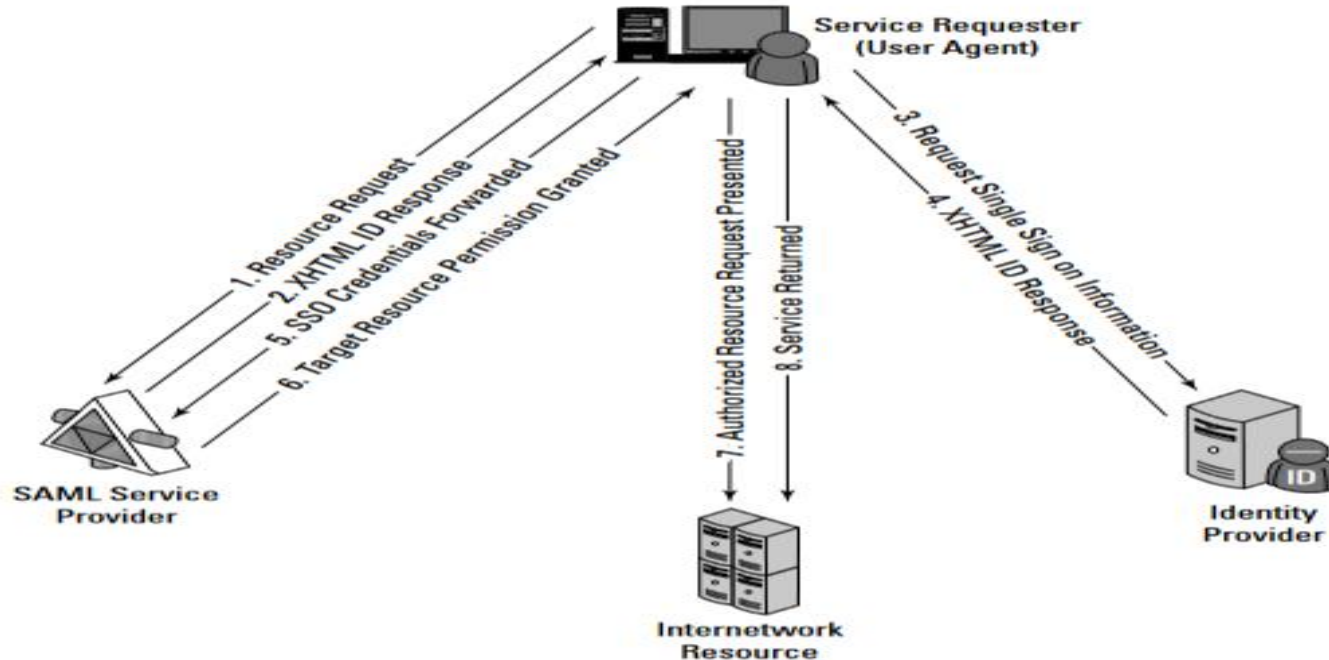 Service Requester
(User Agent)
1. Resource Request
2. XHTML ID Response
5. SSO Credentials Forwarded
6. Target Resource Permission Granted
7. Authorized Resource Request Presented
8. Service Returned
3. Request Single Sign on Information
4. XHTML ID Response
SAML Service
Provider
ID
Identity
Provider
Internetwork
Resource